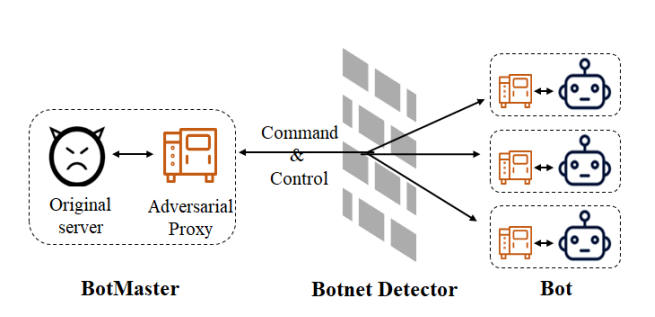 Command
&
Control
Original
server
Adversarial
Proxy
BotMaster
Botnet Detector
Bot